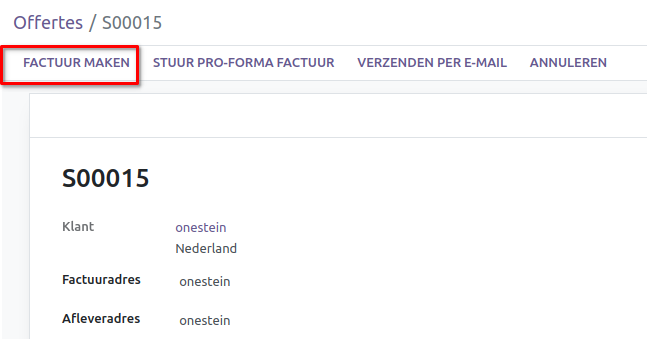 Offertes / S00015
FACTUUR MAKEN STUUR PRO-FORMA FACTUUR VERZENDEN PER E-MAIL ANNULEREN
S00015
Klant onestein
Nederland
Factuuradres onestein
Afleveradres onestein